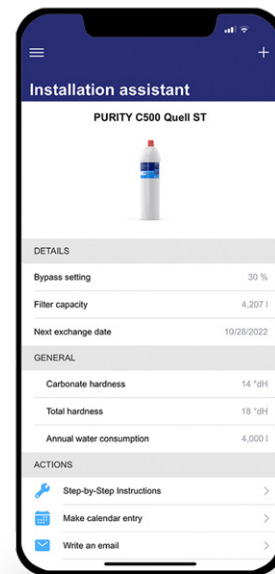 Installation assistant
PURITY C500 Quell ST
DETAILS
Bypass setting 30 %
Filter capacity 4,207 l
Next exchange date 10/28/2022
GENERAL
Carbonate hardness 14 °dH
Total hardness 18 °dH
Annual water consumption 4,000 l
ACTIONS
Step-by-Step Instructions
Make calendar entry
Write an email